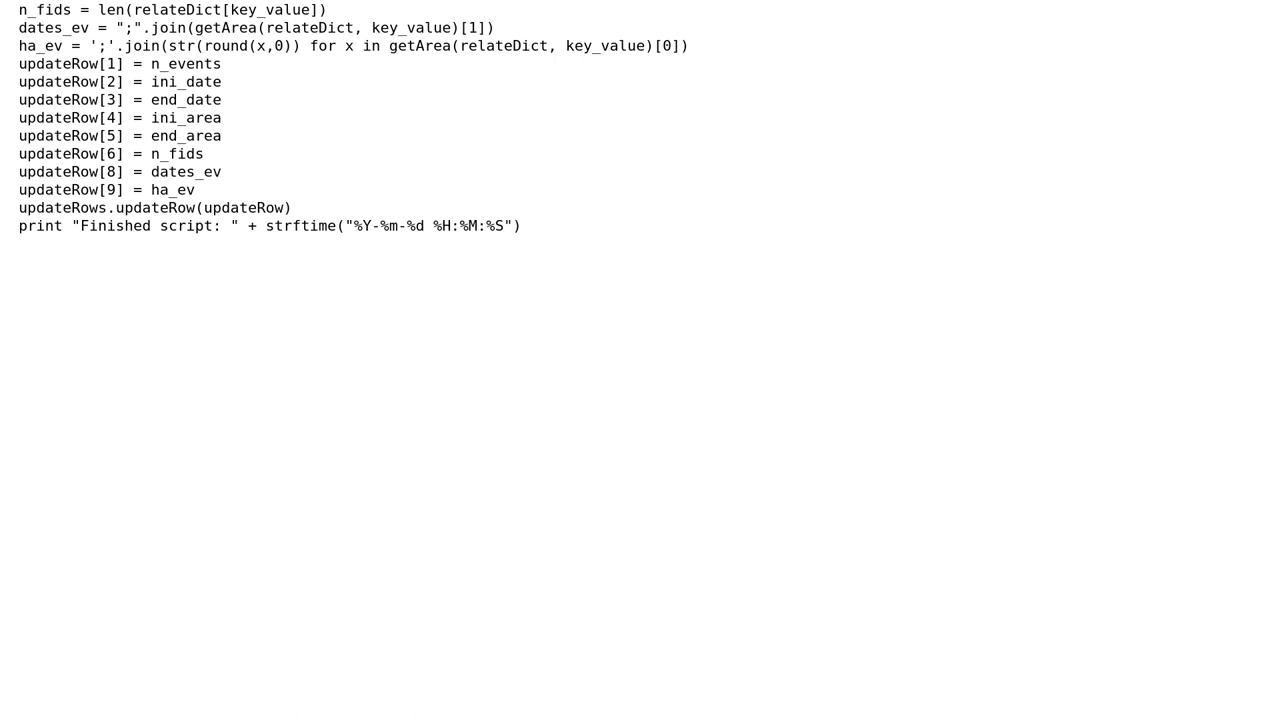 n_fids = len(relateDict[key_value])
dates_ev = ";".join(getArea(relateDict, key_value)[1])
ha_ev = ';'.join(str(round(x,0)) for x in getArea(relateDict, key_value)[0])
updateRow[1] = n_events
updateRow[2] = ini_date
updateRow[3] = end_date
updateRow[4] = ini_area
updateRow[5] = end_area
updateRow[6] = n_fids
updateRow[8] = dates_ev
updateRow[9] = ha_ev
updateRows.updateRow(updateRow)
print "Finished script: " + strftime("%Y-%m-%d %H:%M:%S")